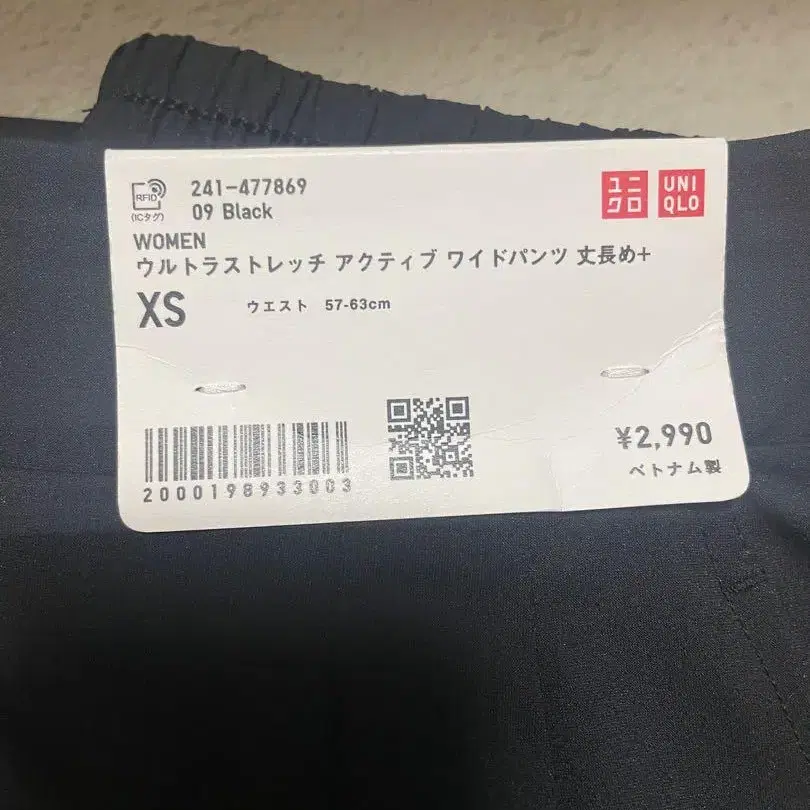 RFID
(ICタグ)
241-477869
09 Black
ユニクロ
UNIQLO
WOMEN
ウルトラストレッチ アクティブ ワイドパンツ 丈長め+
XS
ウエスト 57-63cm
2000198933003
¥2,990
ベトナム製